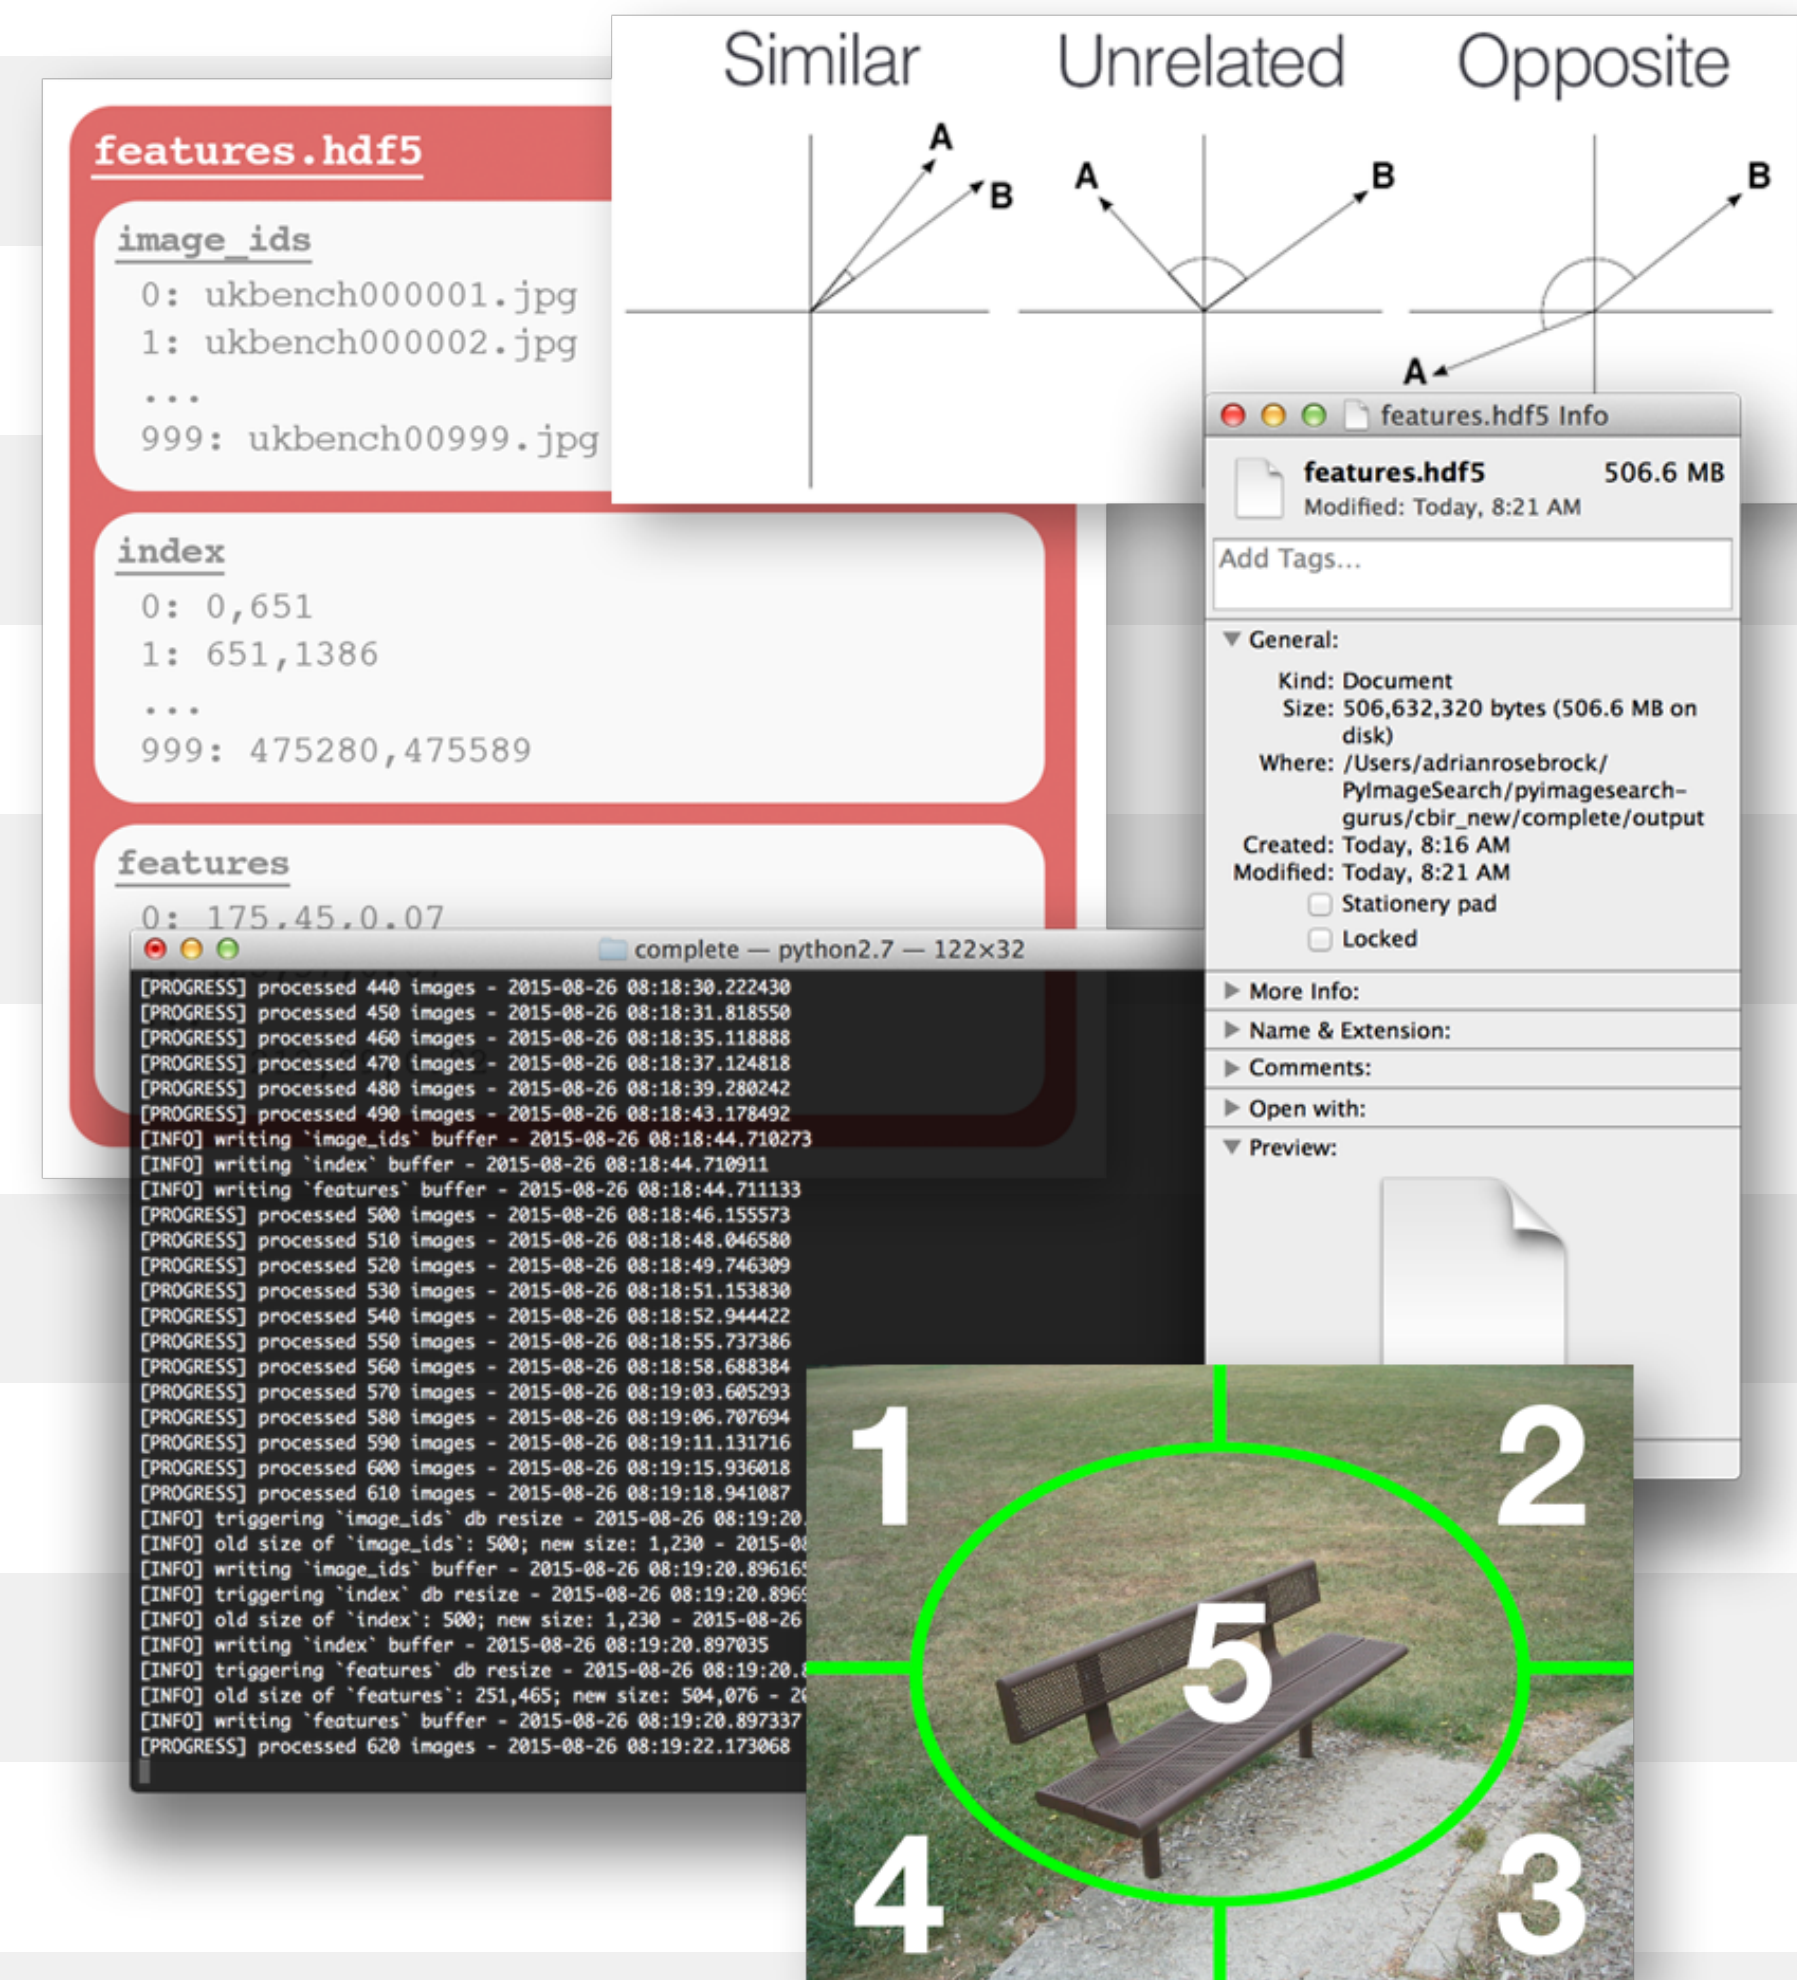 Similar
Unrelated
Opposite
A
B
A
B
B
A
features.hdf5
image_ids
0: ukbench000001.jpg
1: ukbench000002.jpg
...
999: ukbench00999.jpg
index
0: 0,651
1: 651,1386
...
999: 475280,475589
features
0: 175,45,0.07
features.hdf5 Info
features.hdf5 506.6 MB
Modified: Today, 8:21 AM
Add Tags...
General:
Kind: Document
Size: 506,632,320 bytes (506.6 MB on
disk)
Where: /Users/adrianrosebrock/
PyImageSearch/pyimagesearch-
gurus/cbir_new/complete/output
Created: Today, 8:16 AM
Modified: Today, 8:21 AM
Stationery pad
Locked
More Info:
Name & Extension:
Comments:
Open with:
Preview:
complete — python2.7 — 122×32
[PROGRESS] processed 440 images - 2015-08-26 08:18:30.222430
[PROGRESS] processed 450 images - 2015-08-26 08:18:31.818550
[PROGRESS] processed 460 images - 2015-08-26 08:18:35.118888
[PROGRESS] processed 470 images - 2015-08-26 08:18:37.124818
[PROGRESS] processed 480 images - 2015-08-26 08:18:39.280242
[PROGRESS] processed 490 images - 2015-08-26 08:18:43.178492
[INFO] writing `image_ids` buffer - 2015-08-26 08:18:44.710273
[INFO] writing `index` buffer - 2015-08-26 08:18:44.710911
[INFO] writing `features` buffer - 2015-08-26 08:18:44.711133
[PROGRESS] processed 500 images - 2015-08-26 08:18:46.155573
[PROGRESS] processed 510 images - 2015-08-26 08:18:48.046580
[PROGRESS] processed 520 images - 2015-08-26 08:18:49.746309
[PROGRESS] processed 530 images - 2015-08-26 08:18:51.153830
[PROGRESS] processed 540 images - 2015-08-26 08:18:52.944422
[PROGRESS] processed 550 images - 2015-08-26 08:18:55.737386
[PROGRESS] processed 560 images - 2015-08-26 08:18:58.688384
[PROGRESS] processed 570 images - 2015-08-26 08:19:03.605293
[PROGRESS] processed 580 images - 2015-08-26 08:19:06.707694
[PROGRESS] processed 590 images - 2015-08-26 08:19:11.131716
[PROGRESS] processed 600 images - 2015-08-26 08:19:15.936018
[PROGRESS] processed 610 images - 2015-08-26 08:19:18.941087
[INFO] triggering `image_ids` db resize - 2015-08-26 08:19:20.
[INFO] old size of `image_ids`: 500; new size: 1,230 - 2015-08
[INFO] writing `image_ids` buffer - 2015-08-26 08:19:20.896165
[INFO] triggering `index` db resize - 2015-08-26 08:19:20.8969
[INFO] old size of `index`: 500; new size: 1,230 - 2015-08-26
[INFO] writing `index` buffer - 2015-08-26 08:19:20.897035
[INFO] triggering `features` db resize - 2015-08-26 08:19:20.8
[INFO] old size of `features`: 251,465; new size: 504,076 - 20
[INFO] writing `features` buffer - 2015-08-26 08:19:20.897337
[PROGRESS] processed 620 images - 2015-08-26 08:19:22.173068
1
2
5
4
3